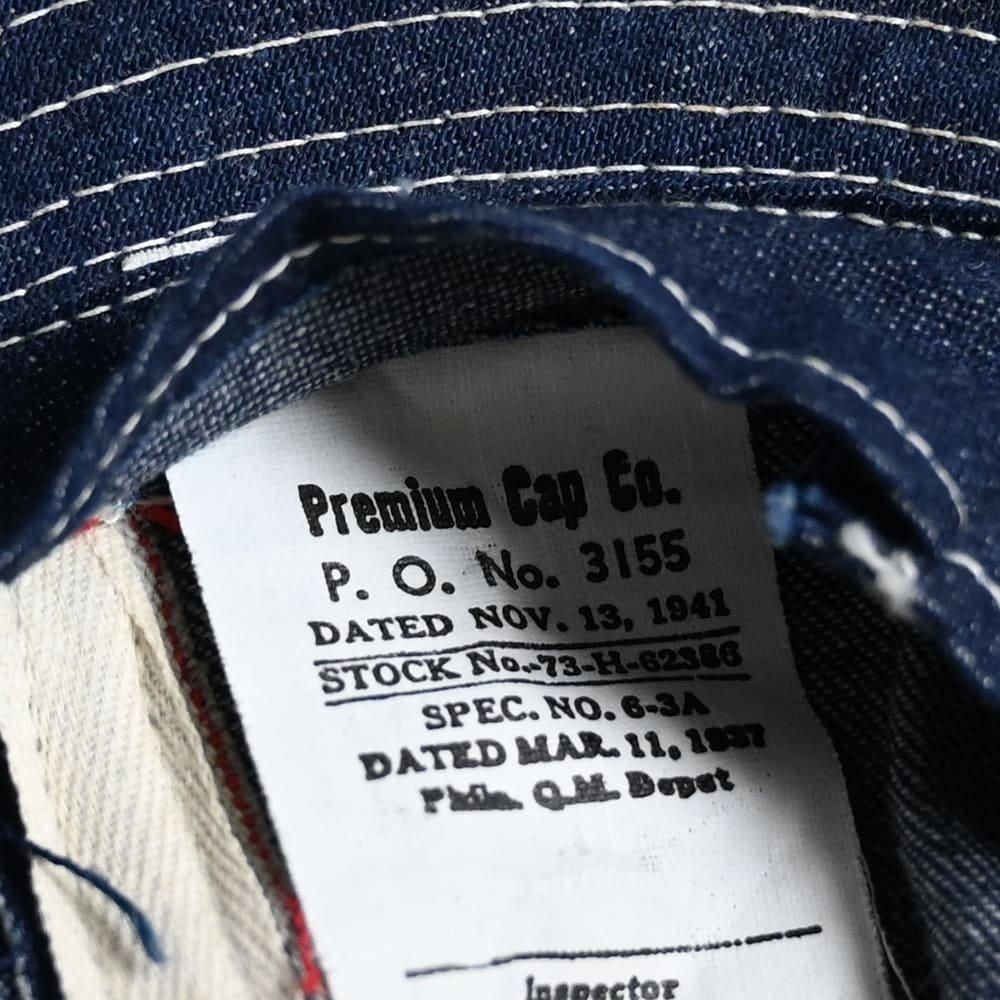 Premium Cap Co.
P. O. No. 3155
DATED NOV. 13, 1941
STOCK No.-73-H-62386
SPEC. NO. 6-3A
DATED MAR. 11, 1937
Phila. Q.M. Depot
Inspector